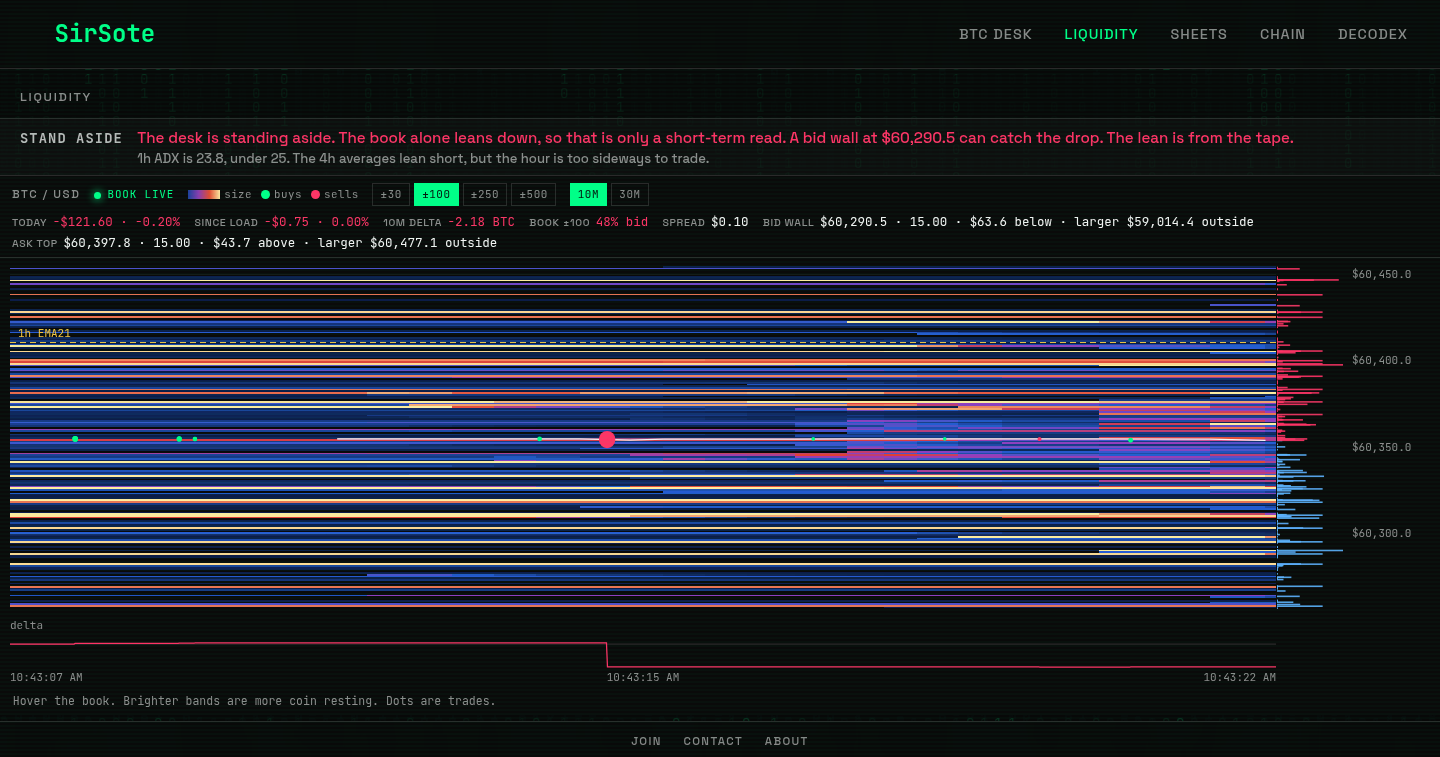 SirSote
BTC DESK LIQUIDITY SHEETS CHAIN DECODEX
LIQUIDITY
STAND ASIDE The desk is standing aside. The book alone leans down, so that is only a short-term read. A bid wall at $60,290.5 can catch the drop. The lean is from the tape.
1h ADX is 23.8, under 25. The 4h averages lean short, but the hour is too sideways to trade.
BTC / USD BOOK LIVE size buys sells ±30 ±100 ±250 ±500 10M 30M
TODAY -$121.60 · -0.20% SINCE LOAD -$0.75 · 0.00% 10M DELTA -2.18 BTC BOOK ±100 48% bid SPREAD $0.10 BID WALL $60,290.5 · 15.00 · $63.6 below · larger $59,014.4 outside
ASK TOP $60,397.8 · 15.00 · $43.7 above · larger $60,477.1 outside
$60,450.0
1h EMA21
$60,400.0
$60,350.0
$60,300.0
delta
10:43:07 AM 10:43:15 AM 10:43:22 AM
Hover the book. Brighter bands are more coin resting. Dots are trades.
JOIN CONTACT ABOUT